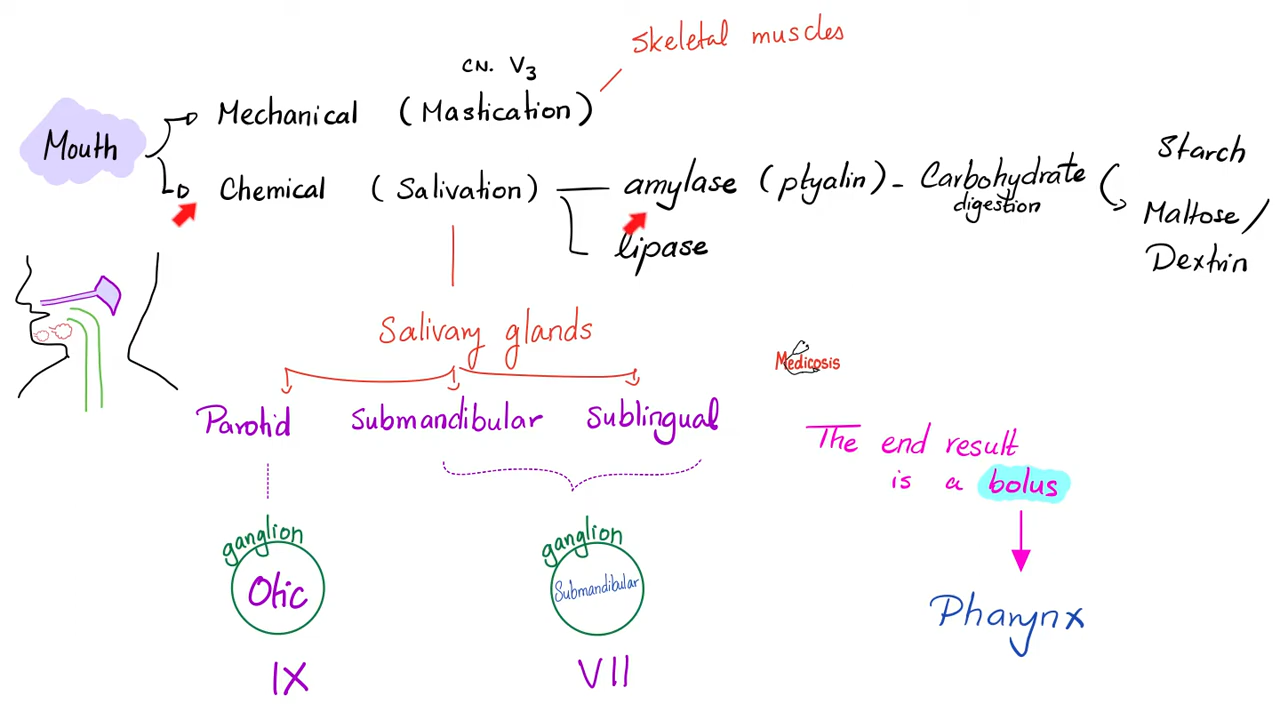 Skeletal muscles
CN. V3
Mouth
Mechanical (Mastication)
Chemical (Salivation) amylase (ptyalin) - Carbohydrate digestion
lipase
Starch
Maltose/
Dextrin
Salivary glands
Parotid Submandibular Sublingual
Medicosis
The end result
is a bolus
Pharynx
ganglion
Otic
IX
ganglion
Submandibular
VII